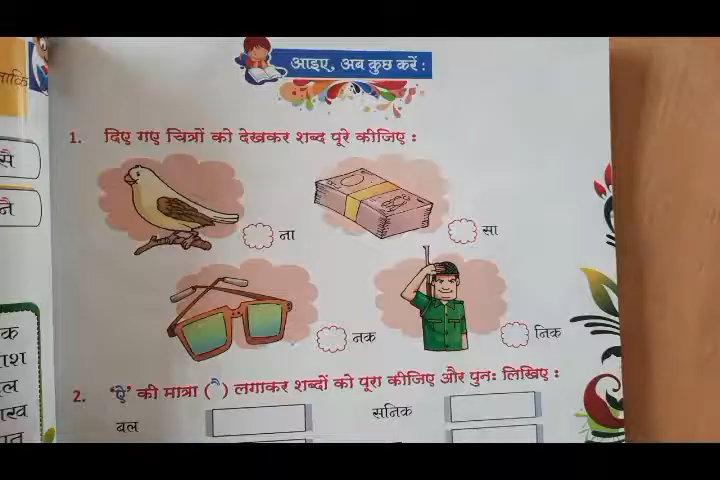 आइए, अब कुछ करें :
1. दिए गए चित्रों को देखकर शब्द पूरे कीजिए :
ना
सा
नक
निक
2. 'ऐ' की मात्रा ( ै ) लगाकर शब्दों को पूरा कीजिए और पुनः लिखिए :
बल
सनिक
सै
नै